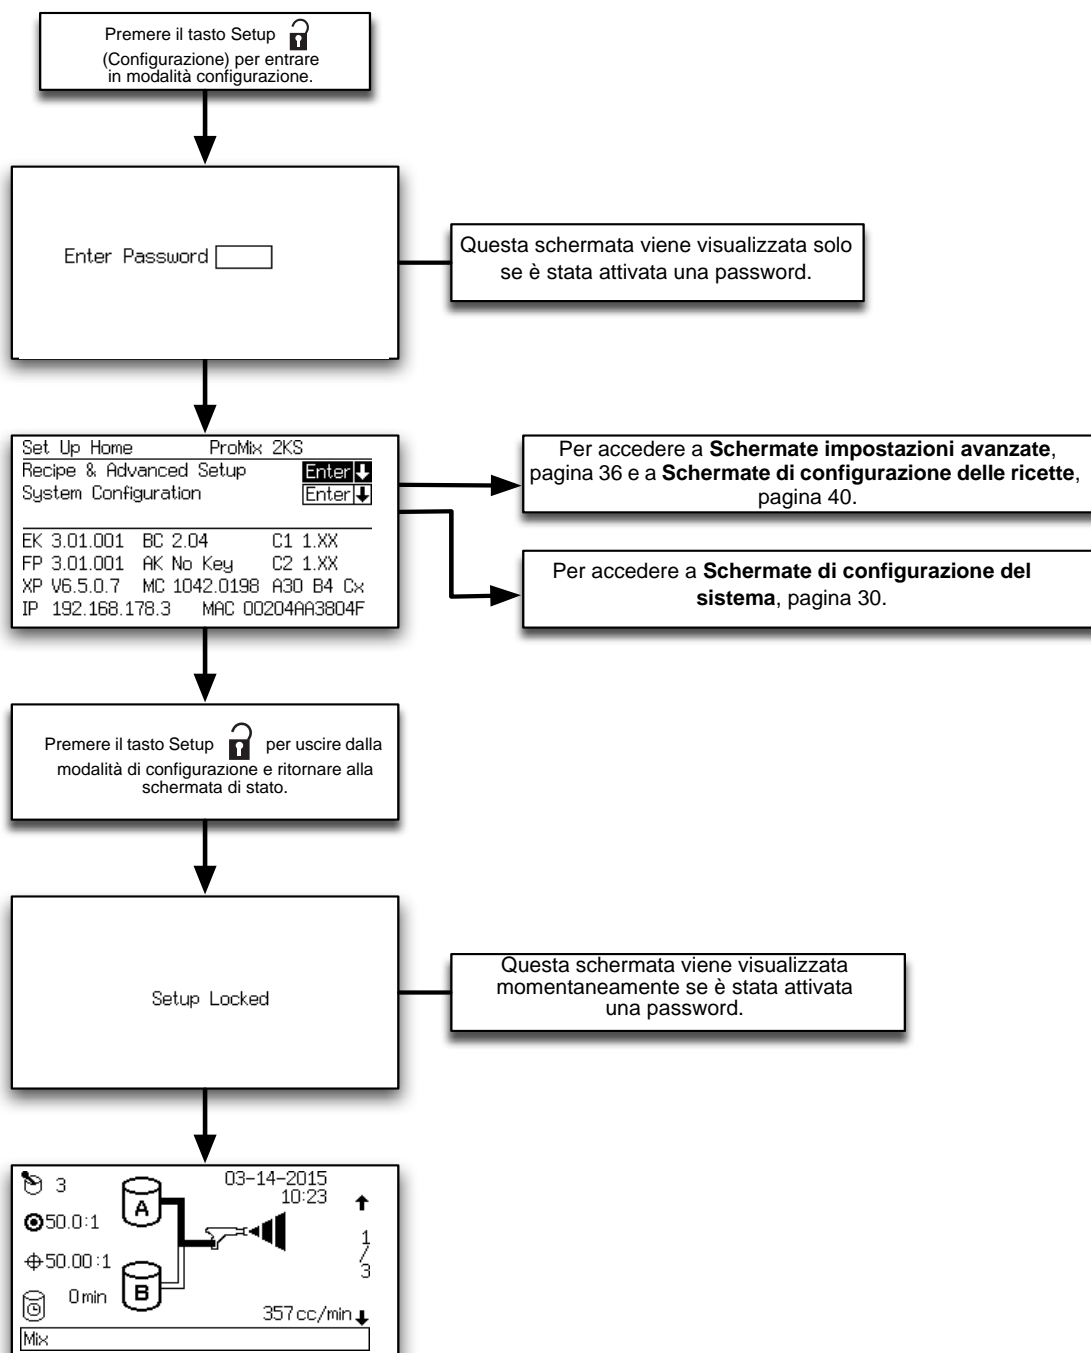 Premere il tasto Setup
(Configurazione) per entrare
in modalità configurazione.
Enter Password
Questa schermata viene visualizzata solo
se è stata attivata una password.
Set Up Home ProMix 2KS
Recipe & Advanced Setup Enter
System Configuration Enter
EK 3.01.001 BC 2.04 C1 1.XX
FP 3.01.001 AK No Key C2 1.XX
XP V6.5.0.7 MC 1042.0198 A30 B4 Cx
IP 192.168.178.3 MAC 00204AA3804F
Per accedere a Schermate impostazioni avanzate,
pagina 36 e a Schermate di configurazione delle ricette,
pagina 40.
Per accedere a Schermate di configurazione del
sistema, pagina 30.
Premere il tasto Setup per uscire dalla
modalità di configurazione e ritornare alla
schermata di stato.
Setup Locked
Questa schermata viene visualizzata
momentaneamente se è stata attivata
una password.
3
A
03-14-2015
10:23
50.0:1
1
/
3
50.00:1
0min
B
357cc/min
Mix